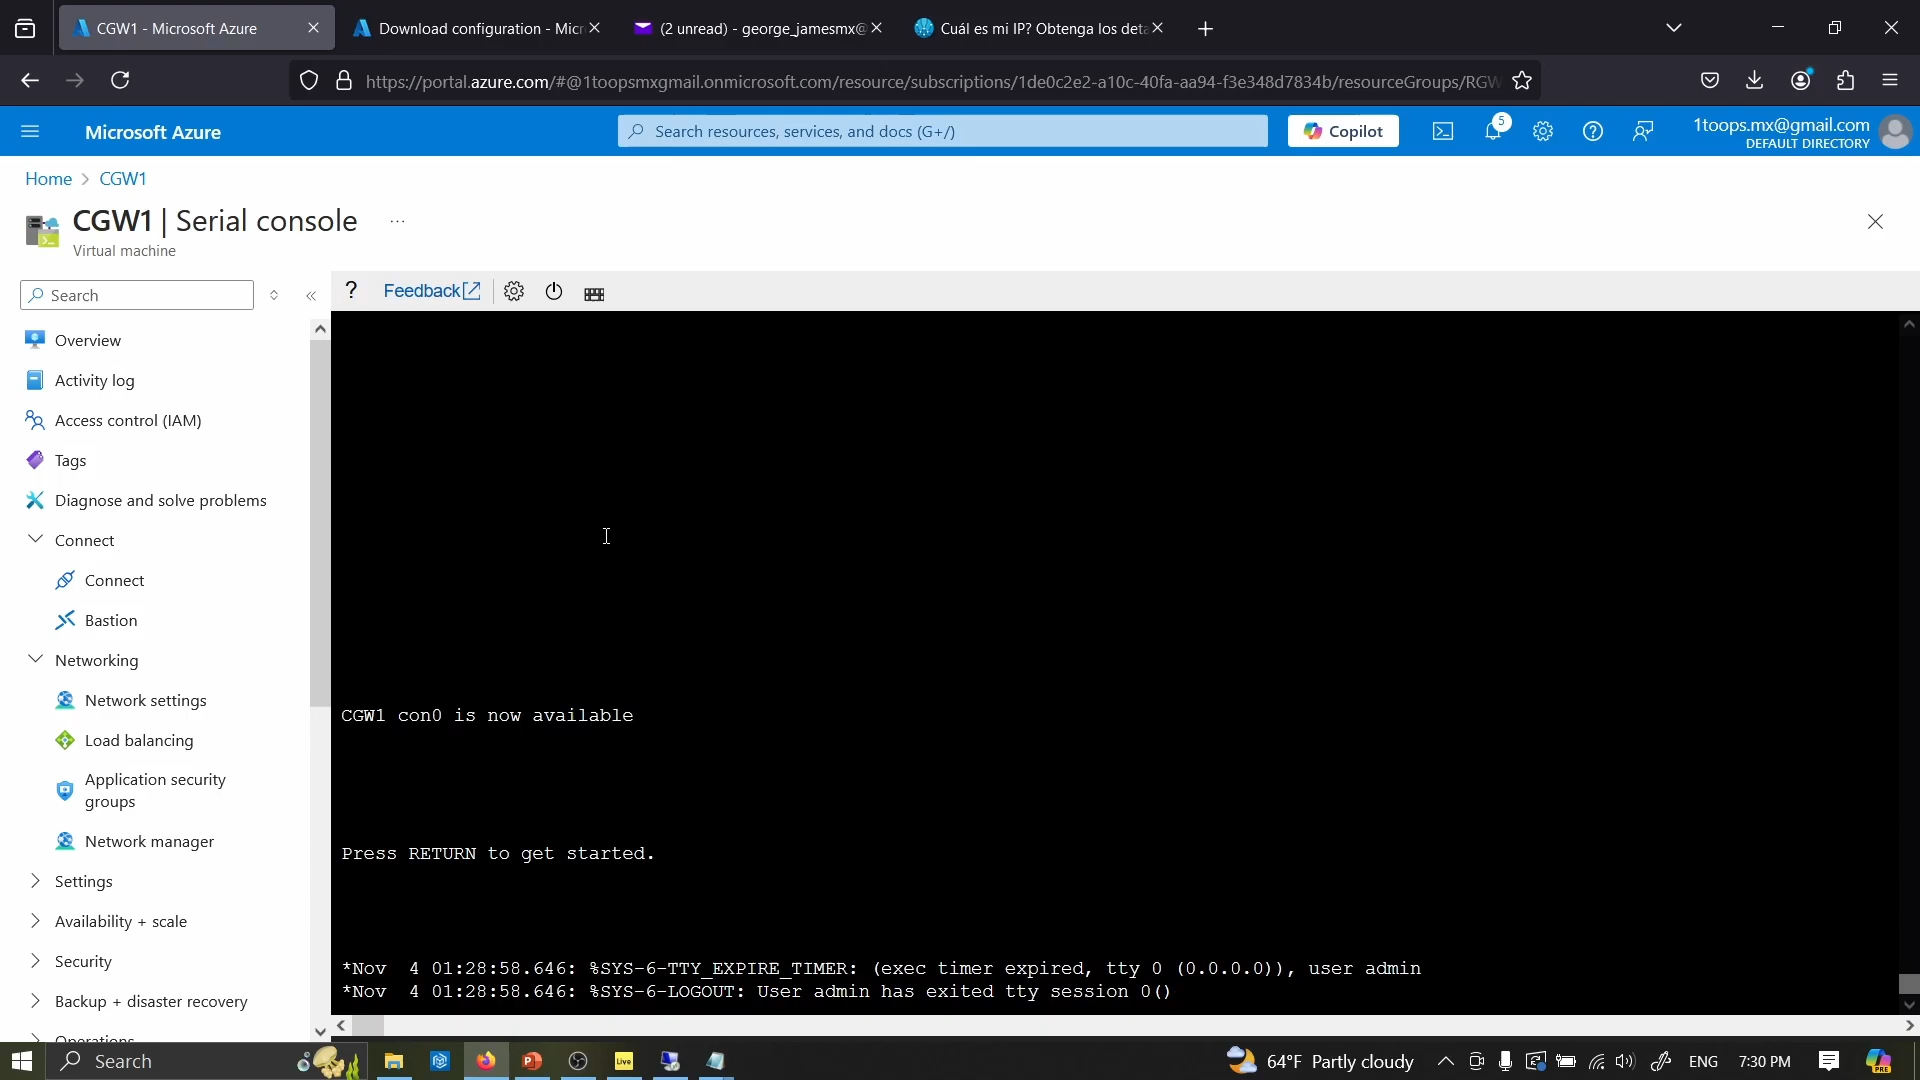 CGW1 - Microsoft Azure
Download configuration - Micr
(2 unread) - george_jamesmx@
Cuál es mi IP? Obtenga los deta
https://portal.azure.com/#@1toopsmxgmail.onmicrosoft.com/resource/subscriptions/1de0c2e2-a10c-40fa-aa94-f3e348d7834b/resourceGroups/RGW
Microsoft Azure
Search resources, services, and docs (G+/)
Copilot
5
1toops.mx@gmail.com
DEFAULT DIRECTORY
Home > CGW1
CGW1 | Serial console ...
Virtual machine
Search
? Feedback
Overview
Activity log
Access control (IAM)
Tags
Diagnose and solve problems
Connect
Connect
Bastion
Networking
Network settings
Load balancing
Application security
groups
Network manager
Settings
Availability + scale
Security
Backup + disaster recovery
Operations
CGW1 con0 is now available
Press RETURN to get started.
*Nov  4 01:28:58.646: %SYS-6-TTY_EXPIRE_TIMER: (exec timer expired, tty 0 (0.0.0.0)), user admin
*Nov  4 01:28:58.646: %SYS-6-LOGOUT: User admin has exited tty session 0()
Search
Live
64°F Partly cloudy
ENG
7:30 PM
PRE